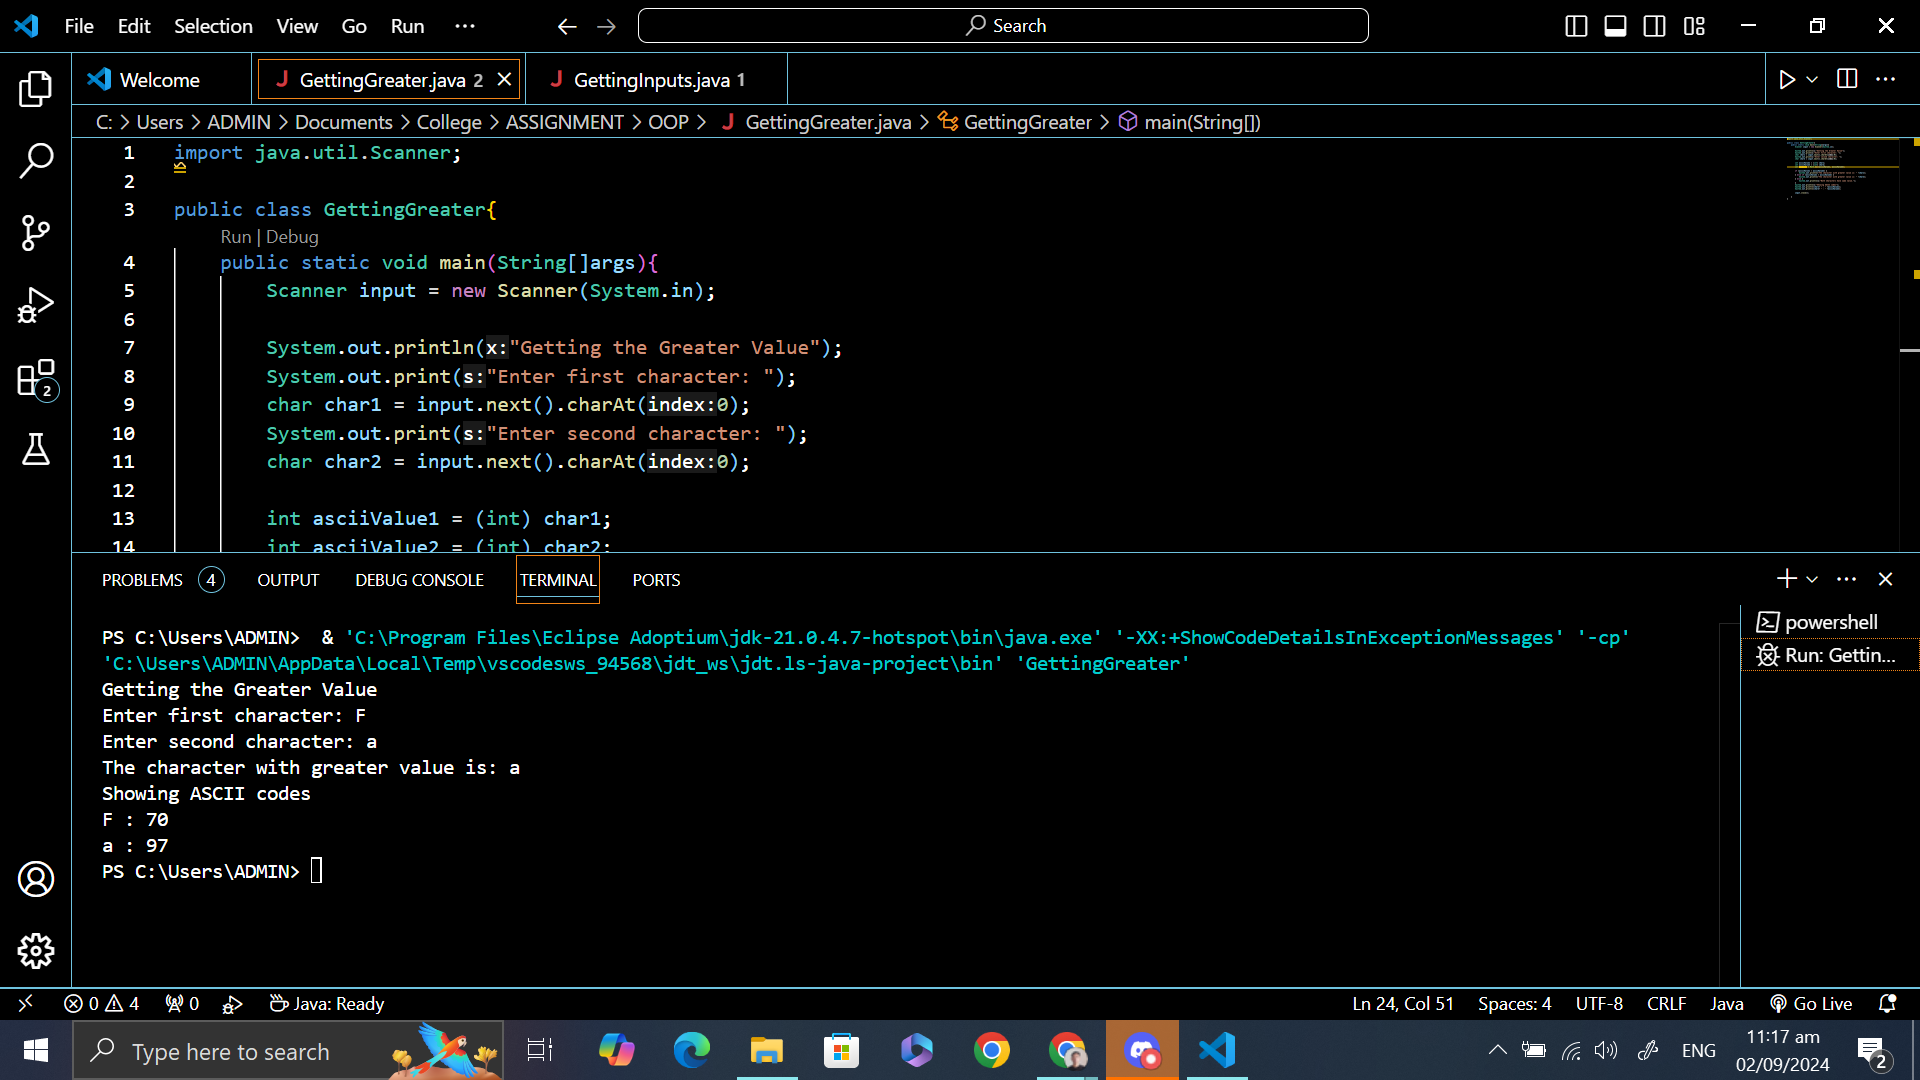 File Edit Selection View Go Run ··· Search
Welcome GettingGreater.java 2 GettingInputs.java 1
C: > Users > ADMIN > Documents > College > ASSIGNMENT > OOP > J GettingGreater.java > GettingGreater > main(String[])
1 import java.util.Scanner;
2
3 public class GettingGreater{
Run | Debug
4 public static void main(String[]args){
5 Scanner input = new Scanner(System.in);
6
7 System.out.println(x:"Getting the Greater Value");
8 System.out.print(s:"Enter first character: ");
9 char char1 = input.next().charAt(index:0);
10 System.out.print(s:"Enter second character: ");
11 char char2 = input.next().charAt(index:0);
12
13 int asciiValue1 = (int) char1;
14 int asciiValue2 = (int) char2;
PROBLEMS 4 OUTPUT DEBUG CONSOLE TERMINAL PORTS
PS C:\Users\ADMIN>  & 'C:\Program Files\Eclipse Adoptium\jdk-21.0.4.7-hotspot\bin\java.exe' '-XX:+ShowCodeDetailsInExceptionMessages' '-cp'
'C:\Users\ADMIN\AppData\Local\Temp\vscodesws_94568\jdt_ws\jdt.ls-java-project\bin' 'GettingGreater'
Getting the Greater Value
Enter first character: F
Enter second character: a
The character with greater value is: a
Showing ASCII codes
F : 70
a : 97
PS C:\Users\ADMIN>
powershell
Run: Gettin...
2
0 4 0 Java: Ready Ln 24, Col 51 Spaces: 4 UTF-8 CRLF Java Go Live
Type here to search ENG 11:17 am
02/09/2024 2